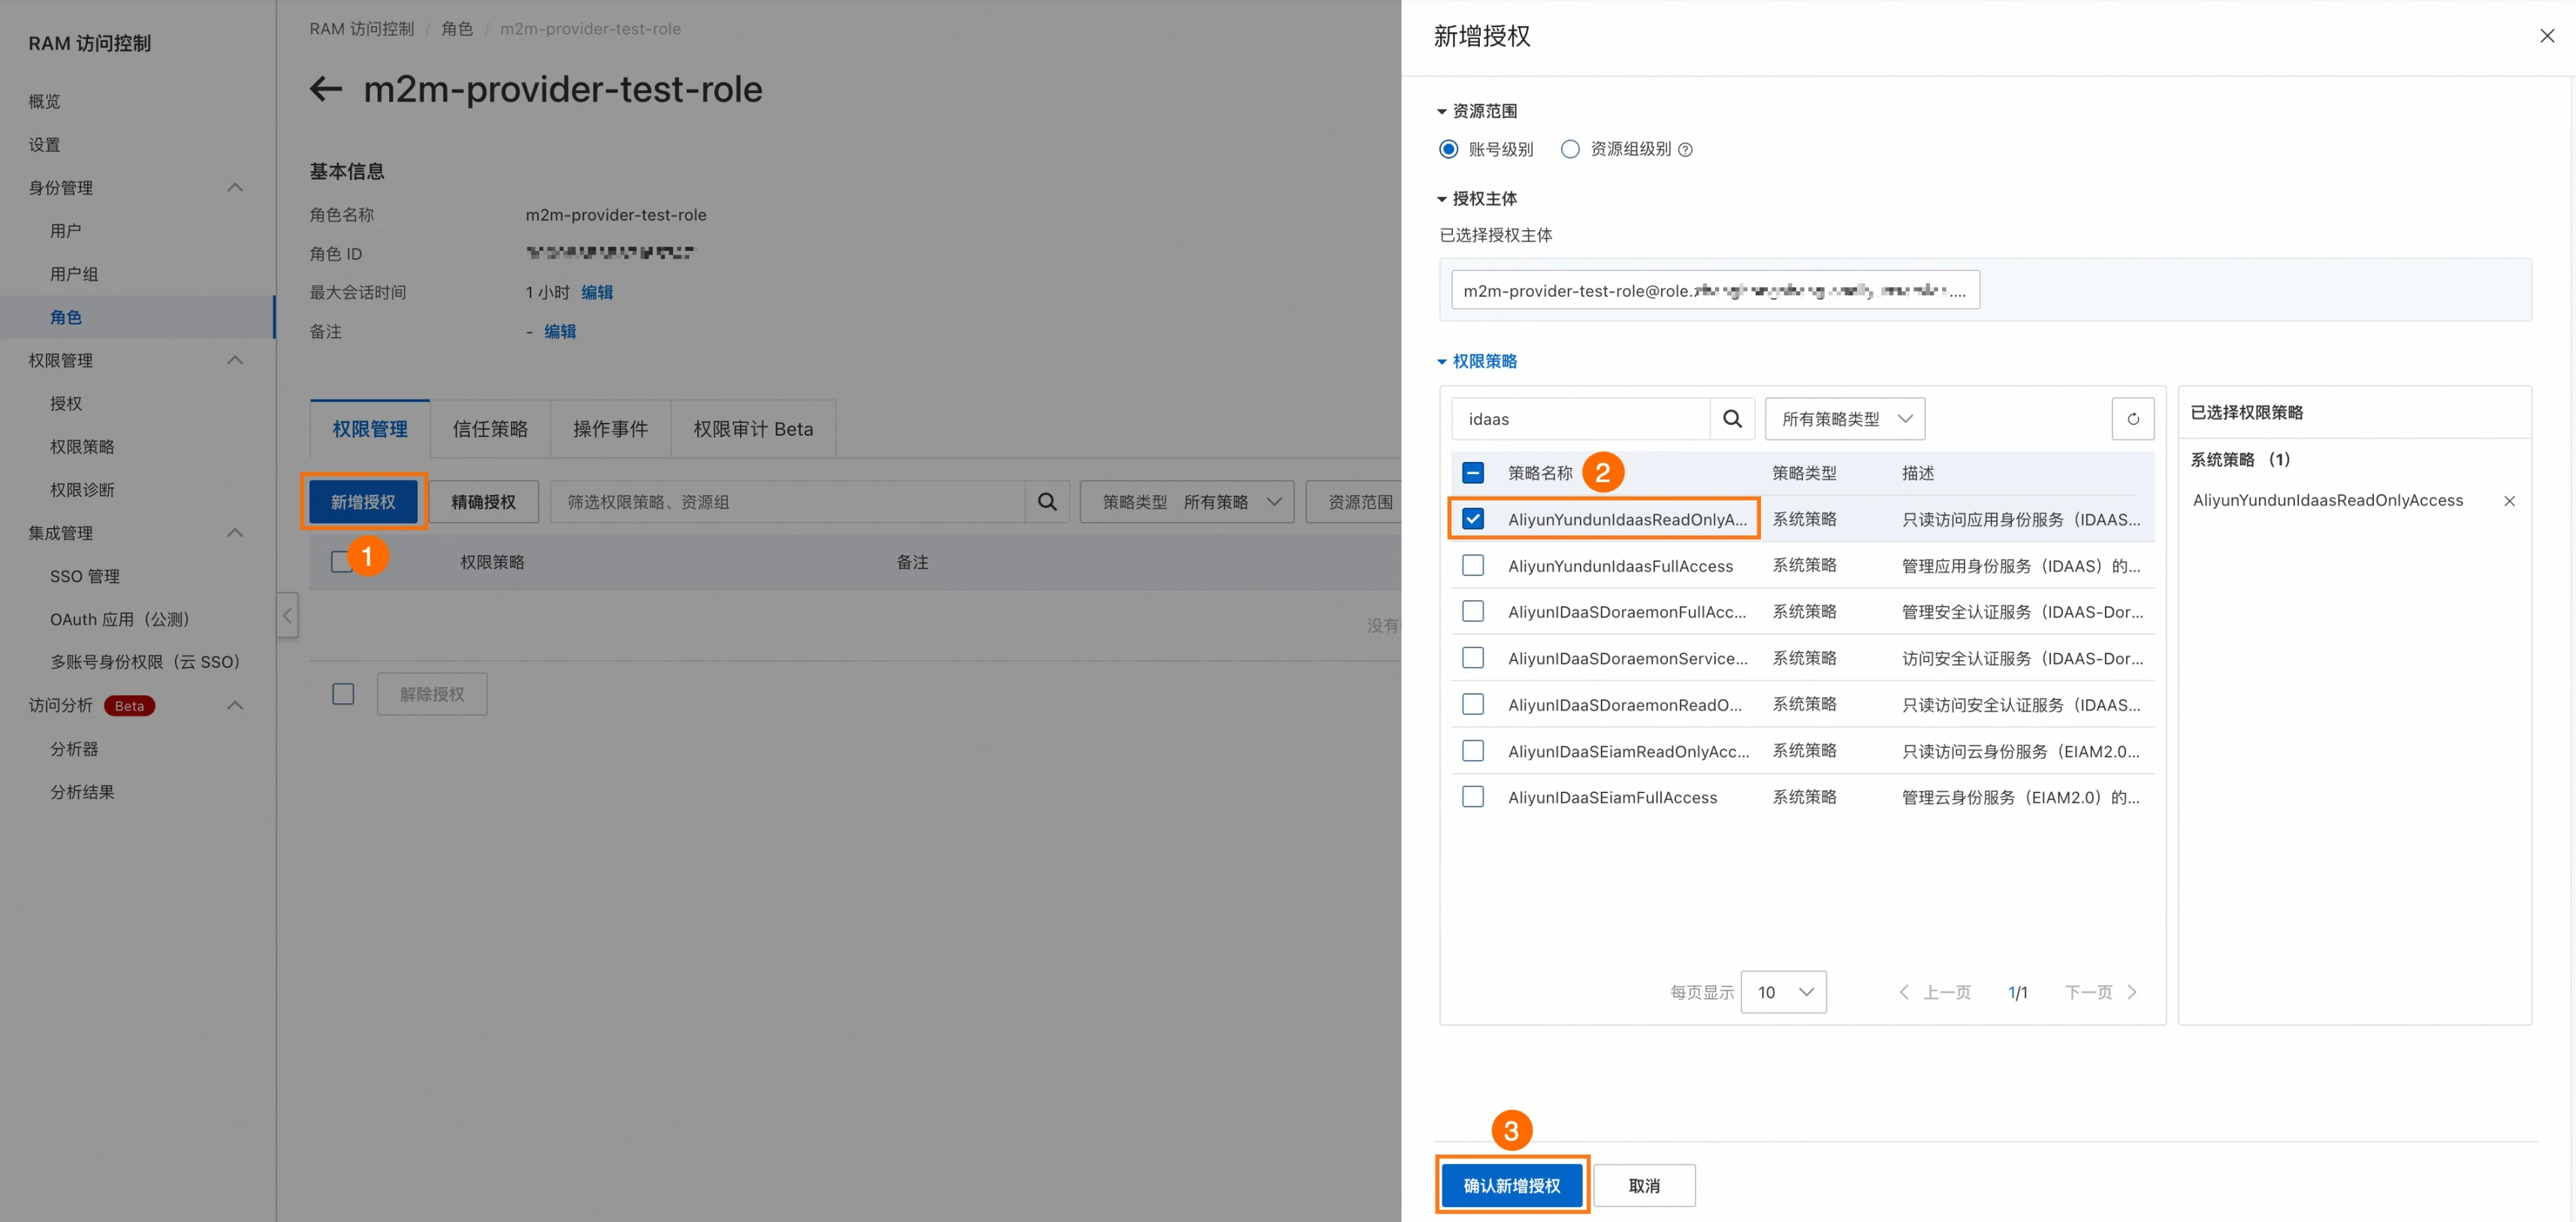 RAM 访问控制
概览
设置
身份管理
用户
用户组
角色
权限管理
授权
权限策略
权限诊断
集成管理
SSO 管理
OAuth 应用（公测）
多账号身份权限（云 SSO）
访问分析 Beta
分析器
分析结果
RAM 访问控制 / 角色 / m2m-provider-test-role
m2m-provider-test-role
基本信息
角色名称 m2m-provider-test-role
角色 ID
最大会话时间 1 小时 编辑
备注 - 编辑
权限管理 信任策略 操作事件 权限审计 Beta
新增授权 精确授权 筛选权限策略、资源组 策略类型 所有策略 资源范围
1
权限策略 备注
没有
解除授权
新增授权
资源范围
账号级别 资源组级别
授权主体
已选择授权主体
m2m-provider-test-role@role.
权限策略
idaas 所有策略类型
策略名称 2 策略类型 描述
AliyunYundunIdaasReadOnlyA... 系统策略 只读访问应用身份服务（IDAAS...
AliyunYundunIdaasFullAccess 系统策略 管理应用身份服务（IDAAS）的...
AliyunIDaaSDoraemonFullAcc... 系统策略 管理安全认证服务（IDAAS-Dor...
AliyunIDaaSDoraemonService... 系统策略 访问安全认证服务（IDAAS-Dor...
AliyunIDaaSDoraemonReadO... 系统策略 只读访问安全认证服务（IDAAS...
AliyunIDaaSEiamReadOnlyAcc... 系统策略 只读访问云身份服务（EIAM2.0...
AliyunIDaaSEiamFullAccess 系统策略 管理云身份服务（EIAM2.0）的...
每页显示 10 上一页 1/1 下一页
已选择权限策略
系统策略 （1）
AliyunYundunIdaasReadOnlyAccess
3
确认新增授权 取消